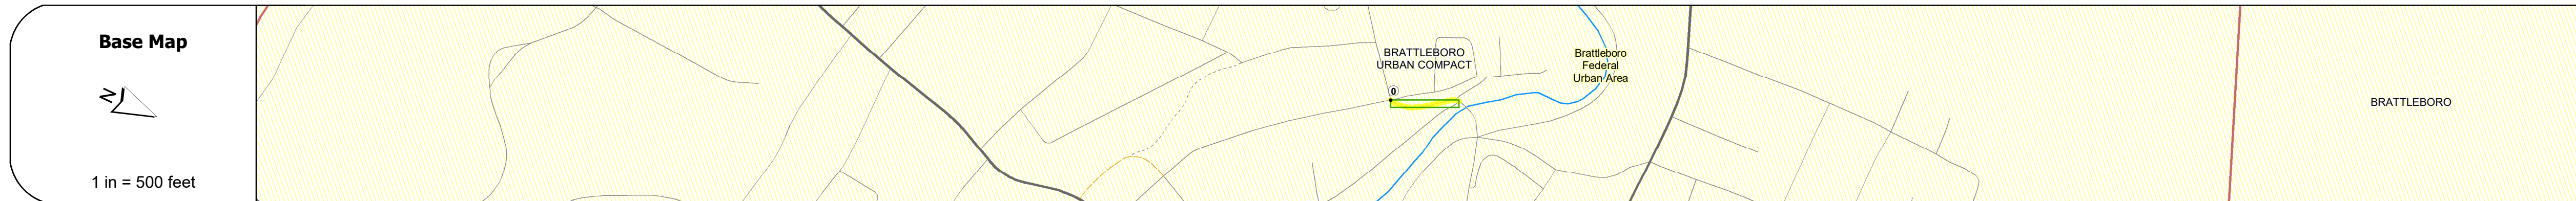 Base Map
N
1 in = 500 feet
0
BRATTLEBORO
URBAN COMPACT
Brattleboro
Federal
Urban Area
BRATTLEBORO